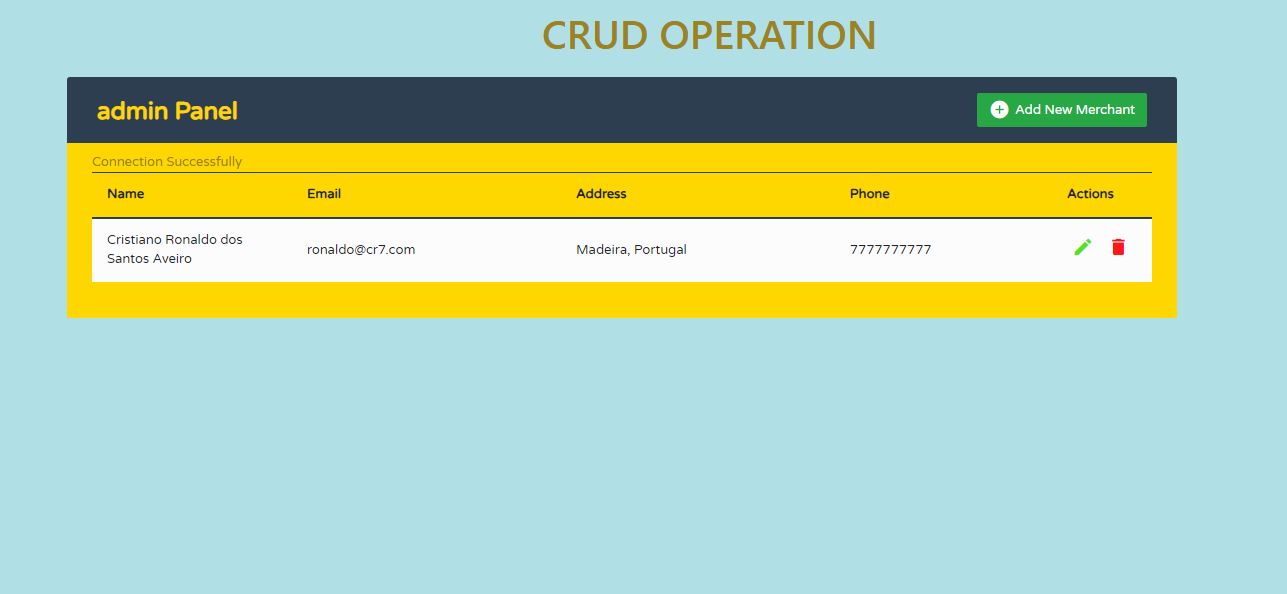 CRUD OPERATION
admin Panel
Add New Merchant
Connection Successfully
Name Email Address Phone Actions
Cristiano Ronaldo dos
Santos Aveiro
ronaldo@cr7.com
Madeira, Portugal
7777777777